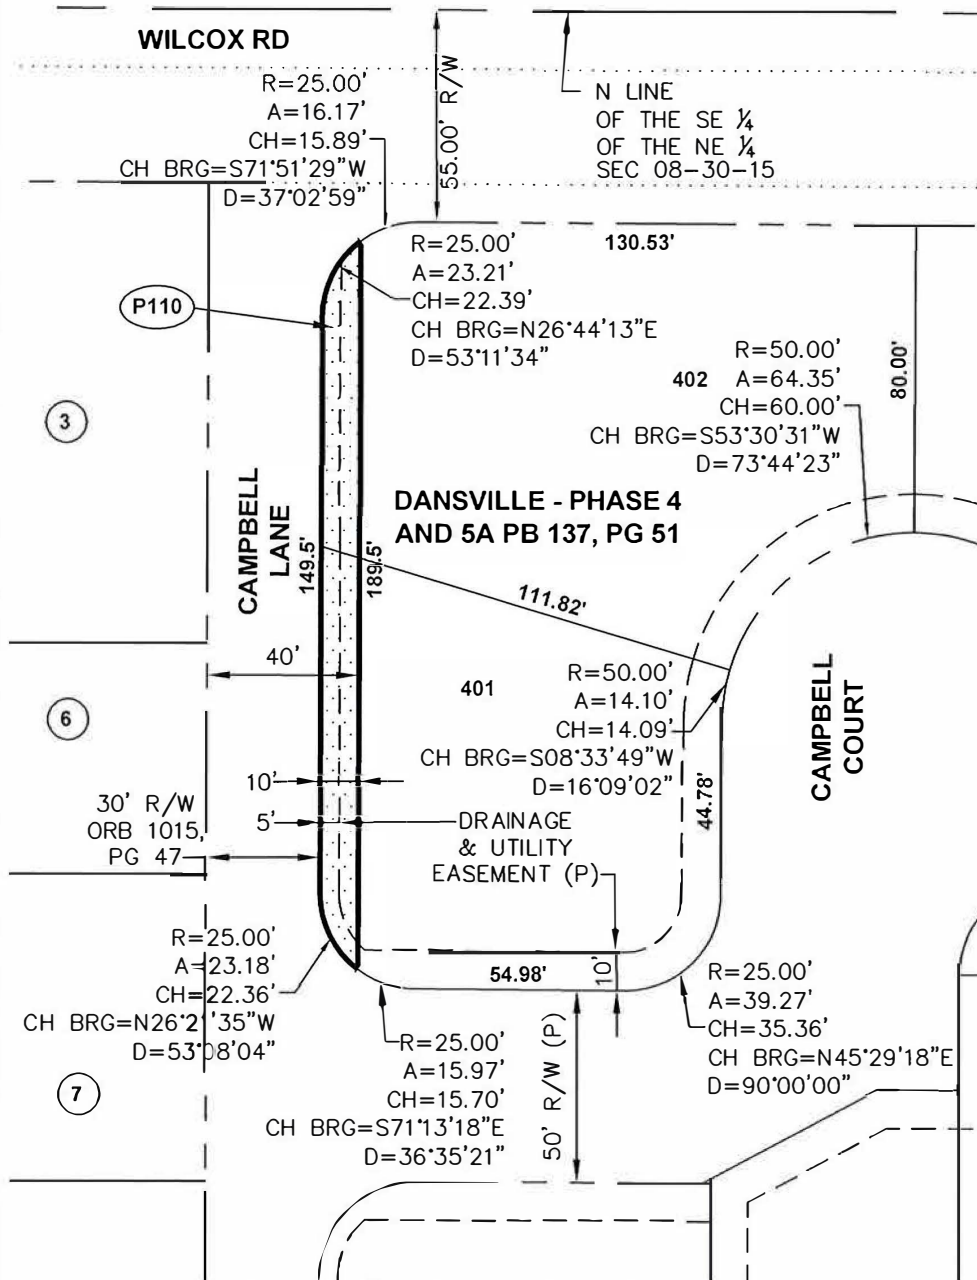 WILCOX RD
R=25.00'
A=16.17'
CH=15.89'
CH BRG=S71°51'29"W
D=37°02'59"
55.00' R/W
N LINE
OF THE SE ¼
OF THE NE ¼
SEC 08-30-15
130.53'
R=25.00'
A=23.21'
CH=22.39'
CH BRG=N26°44'13"E
D=53°11'34"
P110
3
R=50.00'
402 A=64.35'
CH=60.00'
CH BRG=S53°30'31"W
D=73°44'23"
80.00'
DANSVILLE - PHASE 4
AND 5A PB 137, PG 51
CAMPBELL
LANE
149.5'
189.5'
111.82'
40'
6
401
R=50.00'
A=14.10'
CH=14.09'
CH BRG=S08°33'49"W
D=16°09'02"
CAMPBELL
COURT
44.78'
10'
5'
30' R/W
ORB 1015,
PG 47
DRAINAGE
& UTILITY
EASEMENT (P)
R=25.00'
A=23.18'
CH=22.36'
CH BRG=N26°2'35"W
D=53°08'04"
54.98'
10'
R=25.00'
A=39.27'
CH=35.36'
CH BRG=N45°29'18"E
D=90°00'00"
7
R=25.00'
A=15.97'
CH=15.70'
CH BRG=S71°13'18"E
D=36°35'21"
50' R/W (P)